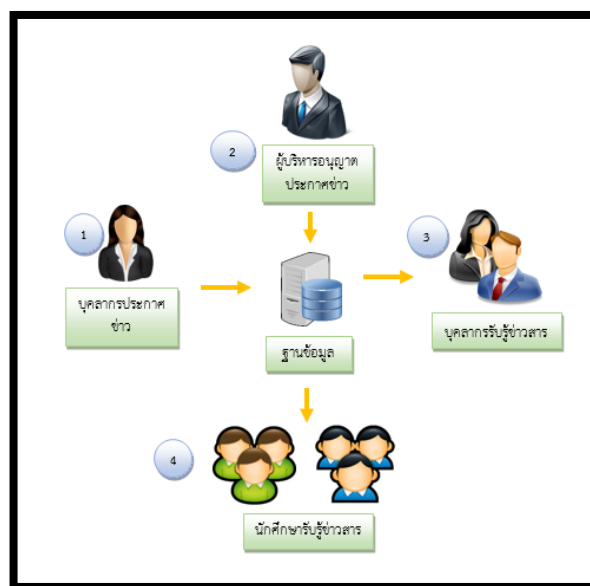 2
ผู้บริหารอนุญาต
ประกาศข่าว
1
บุคลากรประกาศ
ข่าว
ฐานข้อมูล
3
บุคลากรรับรู้ข่าวสาร
4
นักศึกษารับรู้ข่าวสาร